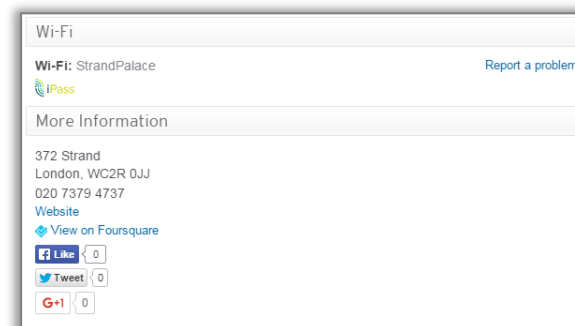 Wi-Fi
Wi-Fi: StrandPalace Report a problem
iPass
More Information
372 Strand
London, WC2R 0JJ
020 7379 4737
Website
View on Foursquare
Like 0
Tweet 0
G+1 0